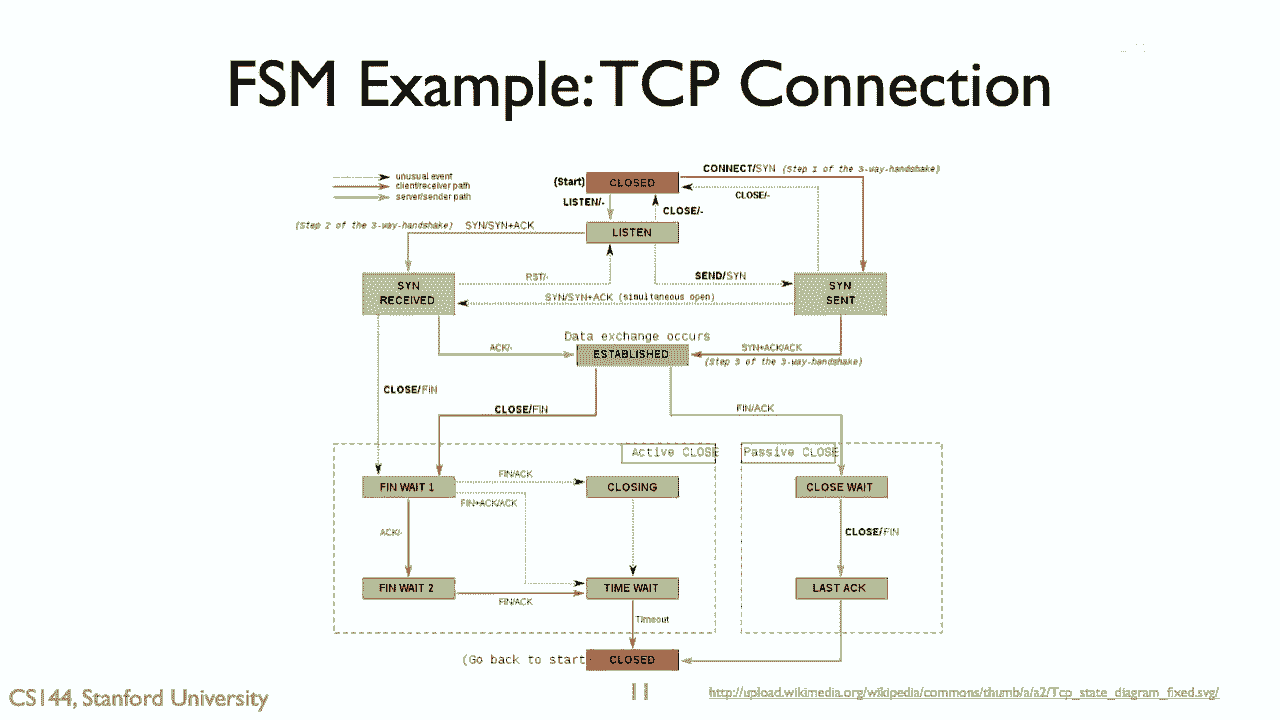 FSM Example: TCP Connection
unusual event
client/receiver path
server/sender path
(Start) CLOSED
CONNECT/SYN (Step 1 of the 3-way-handshake)
CLOSE/-
LISTEN/-
CLOSE/-
(Step 2 of the 3-way-handshake) SYN/SYN+ACK
LISTEN
RST/-
SEND/SYN
SYN
RECEIVED
SYN
SENT
SYN/SYN+ACK (simultaneous open)
Data exchange occurs
ACK/-
ESTABLISHED
SYN+ACK/ACK
(Step 3 of the 3-way-handshake)
CLOSE/FIN
CLOSE/FIN
FIN/ACK
Active CLOSE
Passive CLOSE
FIN WAIT 1
FIN/ACK
CLOSING
CLOSE WAIT
FIN+ACK/ACK
ACK/-
CLOSE/FIN
FIN WAIT 2
FIN/ACK
TIME WAIT
LAST ACK
Timeout
(Go back to start
CLOSED
CS144, Stanford University
11
http://upload.wikimedia.org/wikipedia/commons/thumb/a/a2/Tcp_state_diagram_fixed.svg/